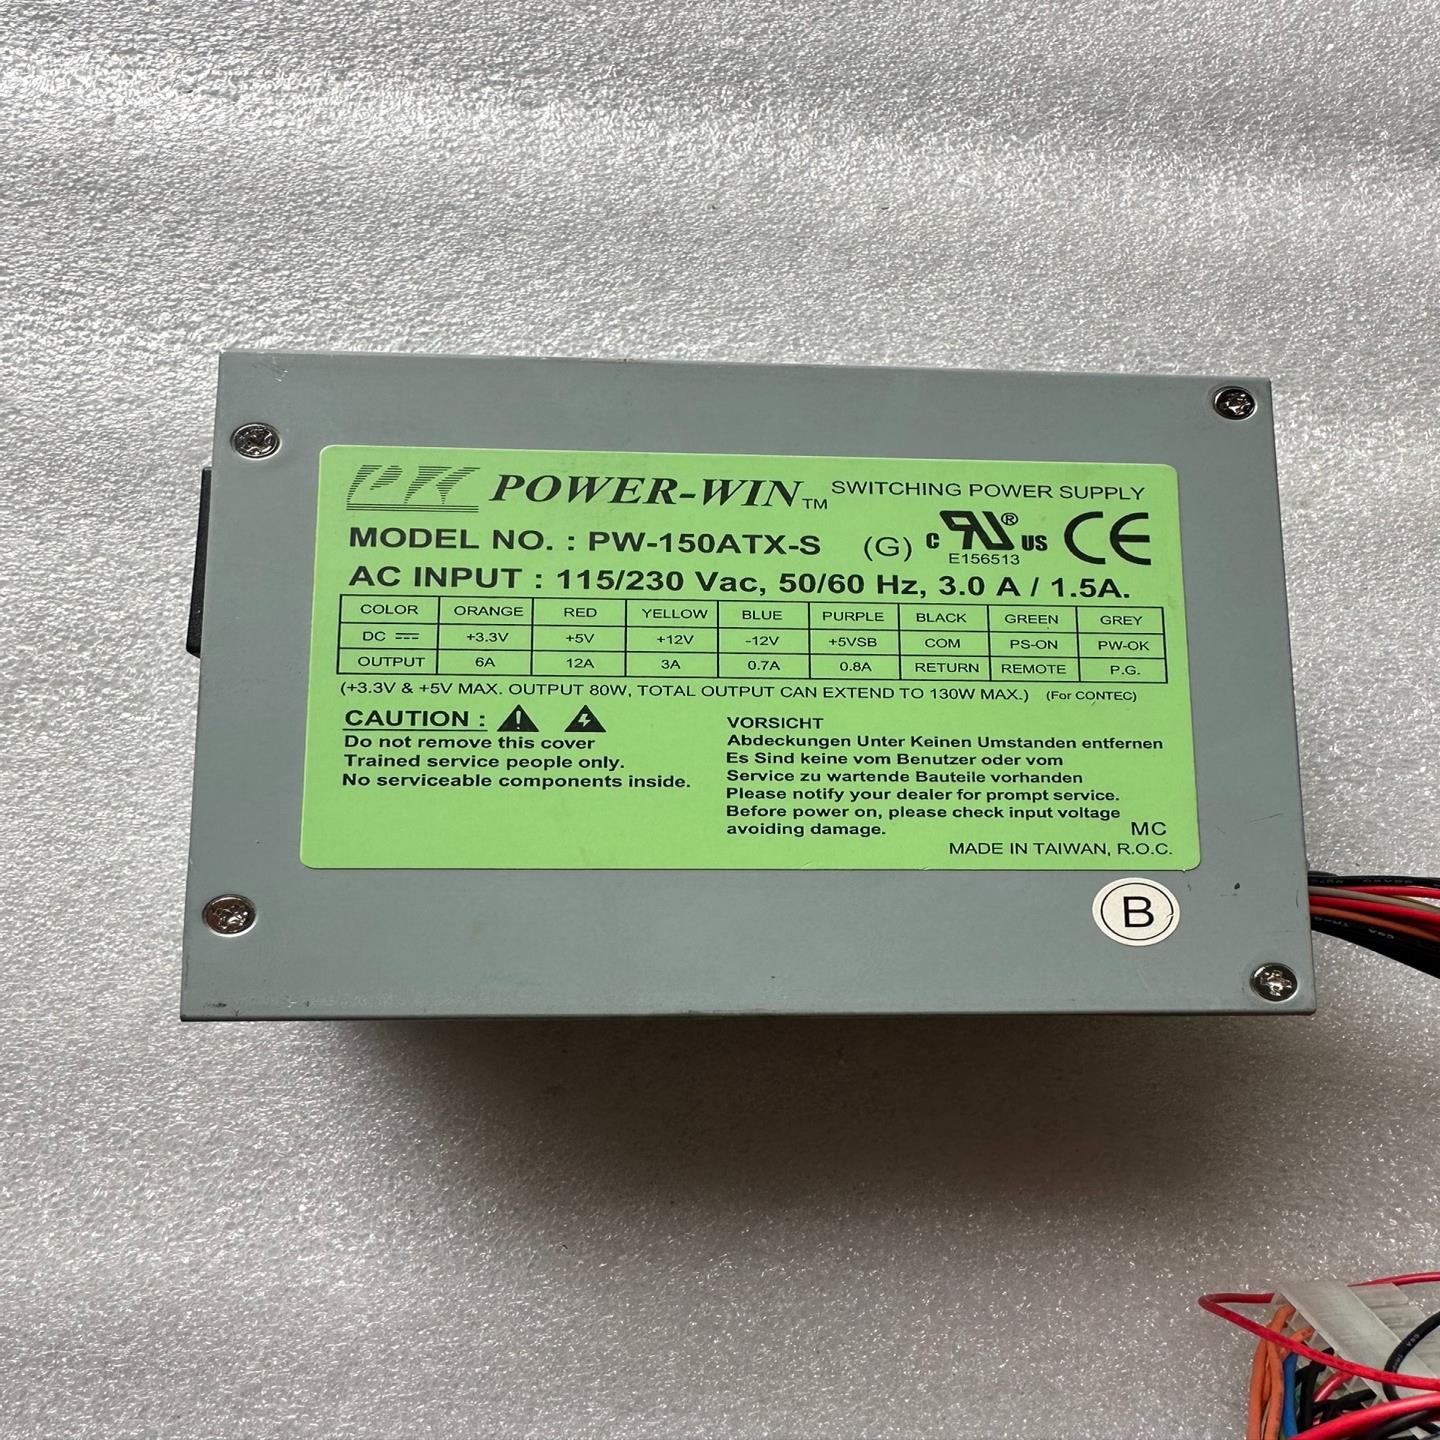 PK POWER-WIN™ SWITCHING POWER SUPPLY
MODEL NO. : PW-150ATX-S (G) C RU® US CE
E156513
AC INPUT : 115/230 Vac, 50/60 Hz, 3.0 A / 1.5A.
COLOR ORANGE RED YELLOW BLUE PURPLE BLACK GREEN GREY
DC +3.3V +5V +12V -12V +5VSB COM PS-ON PW-OK
OUTPUT 6A 12A 3A 0.7A 0.8A RETURN REMOTE P.G.
(+3.3V & +5V MAX. OUTPUT 80W, TOTAL OUTPUT CAN EXTEND TO 130W MAX.) (For CONTEC)
CAUTION :
Do not remove this cover
Trained service people only.
No serviceable components inside.
VORSICHT
Abdeckungen Unter Keinen Umstanden entfernen
Es Sind keine vom Benutzer oder vom
Service zu wartende Bauteile vorhanden
Please notify your dealer for prompt service.
Before power on, please check input voltage
avoiding damage.
MC
MADE IN TAIWAN, R.O.C.
B